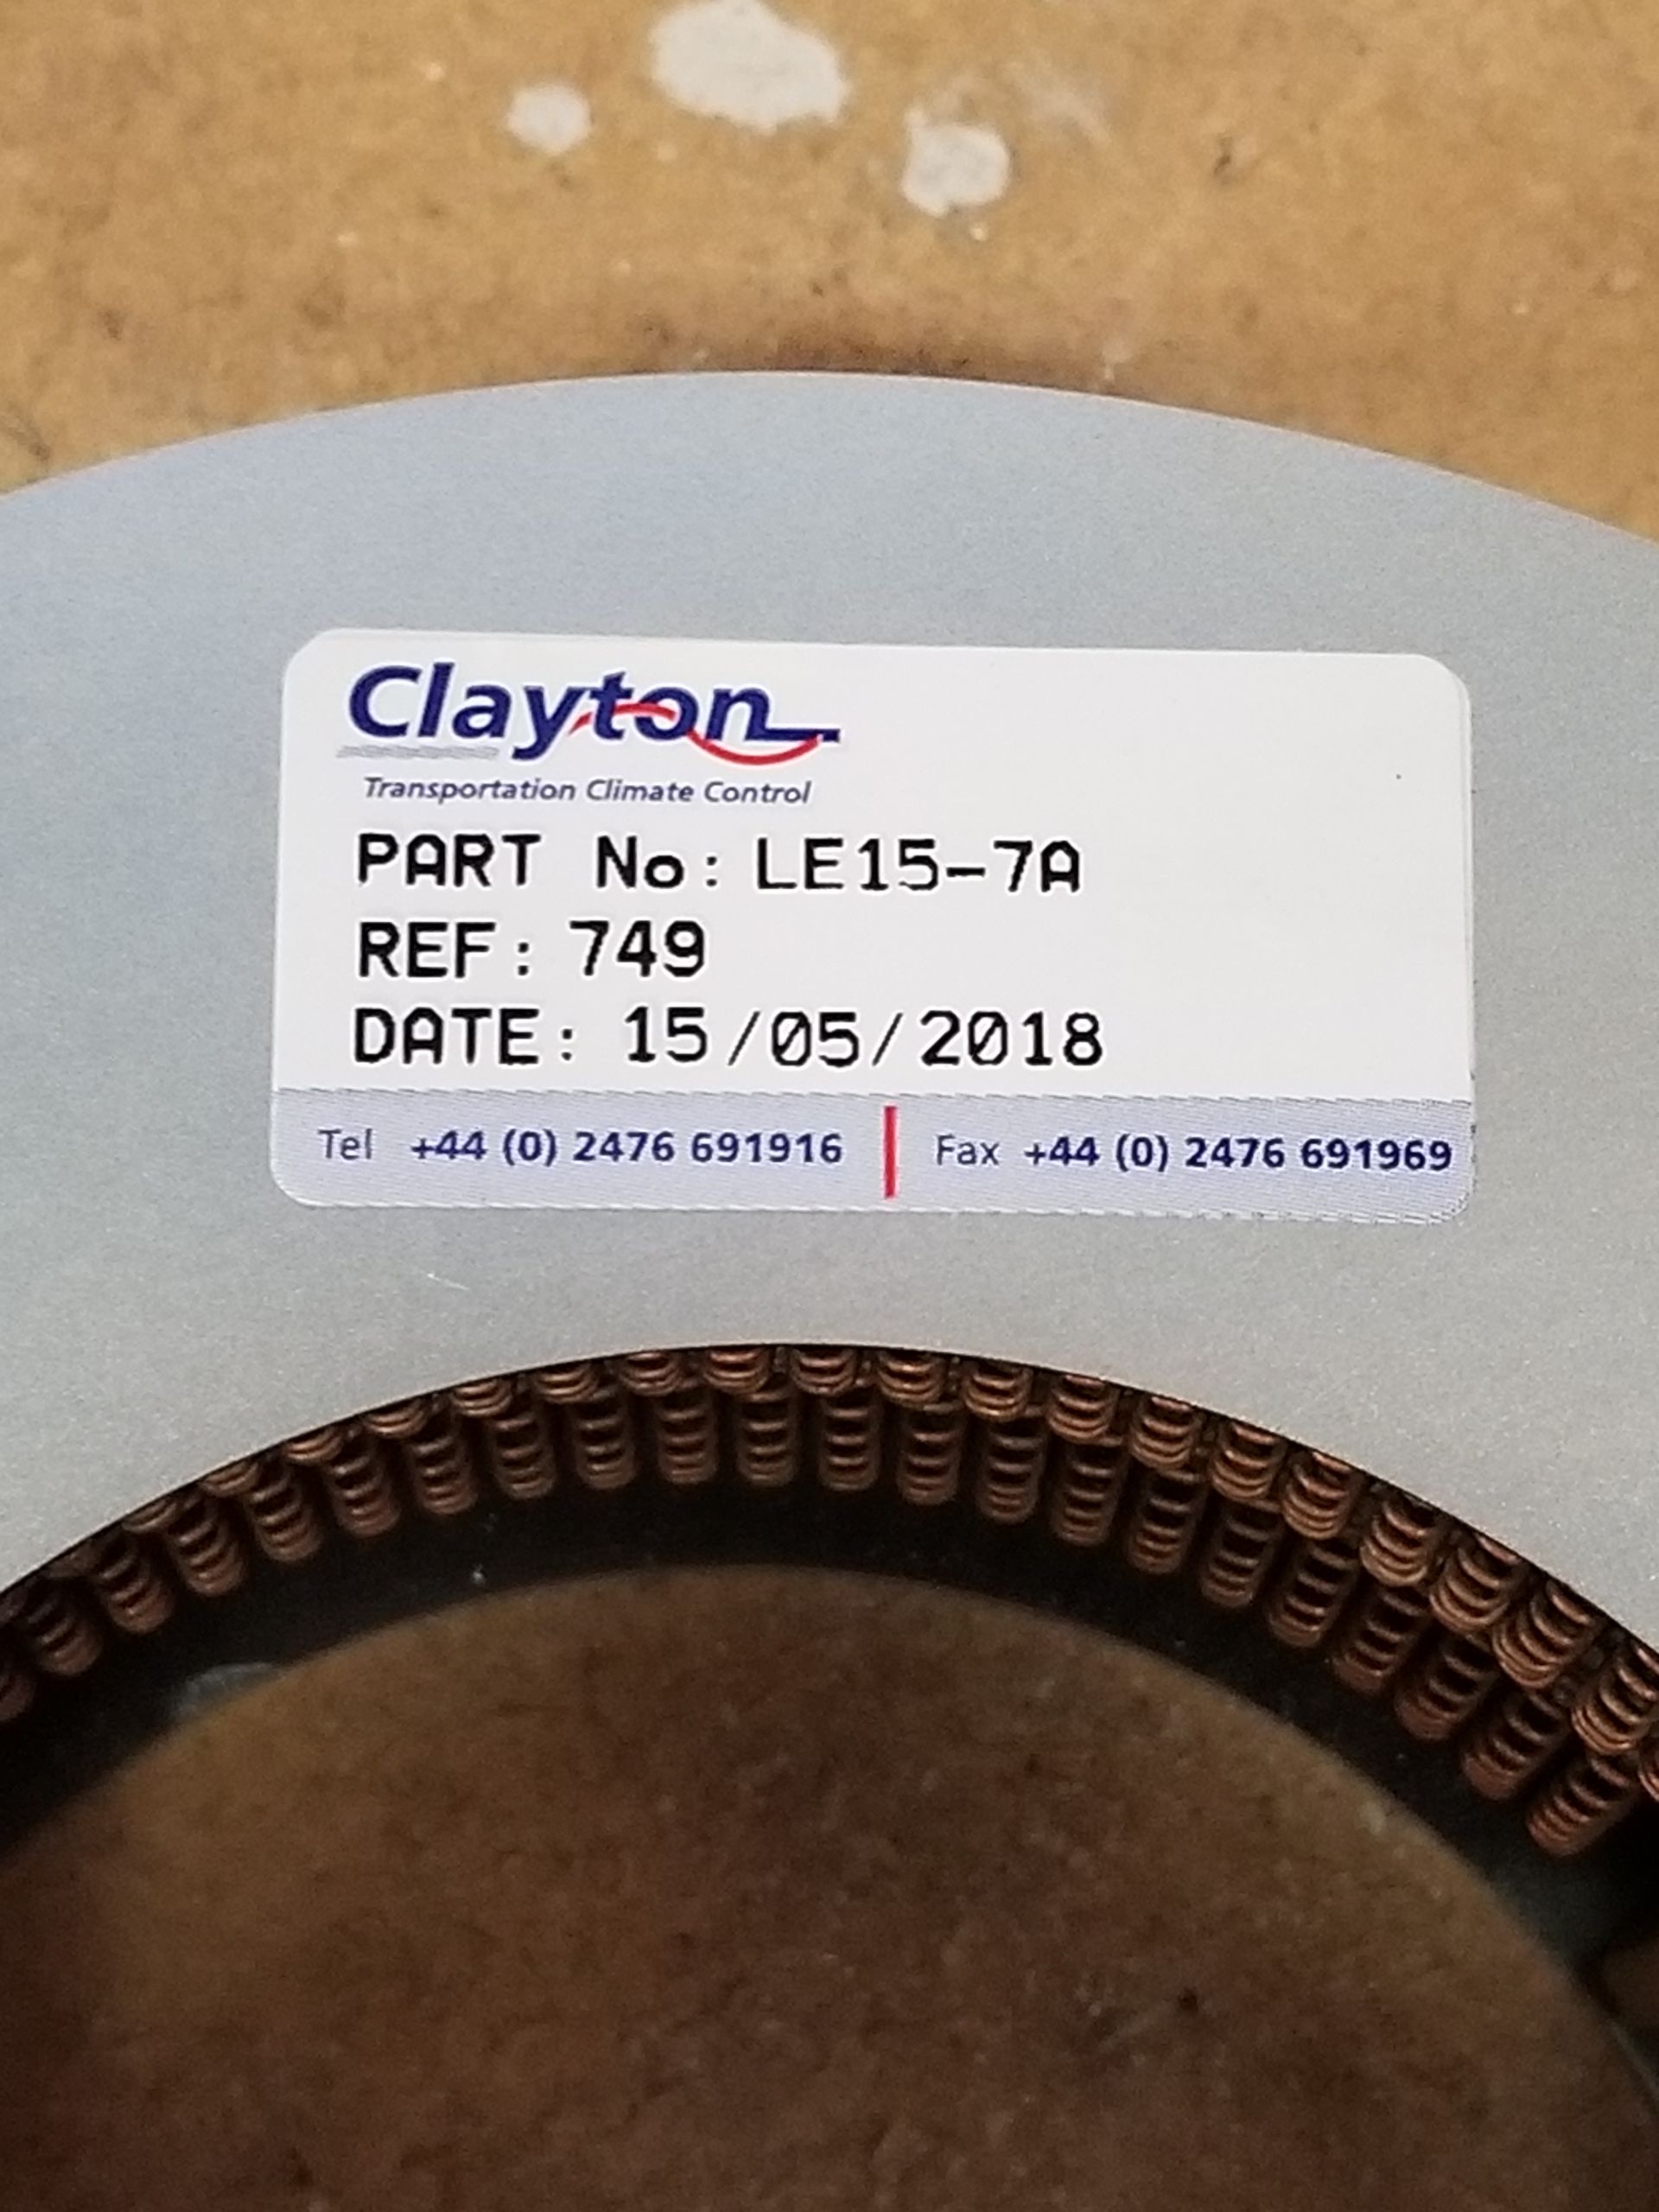 Clayton
Transportation Climate Control
PART No: LE15-7A
REF: 749
DATE: 15/05/2018
Tel +44 (0) 2476 691916 | Fax +44 (0) 2476 691969